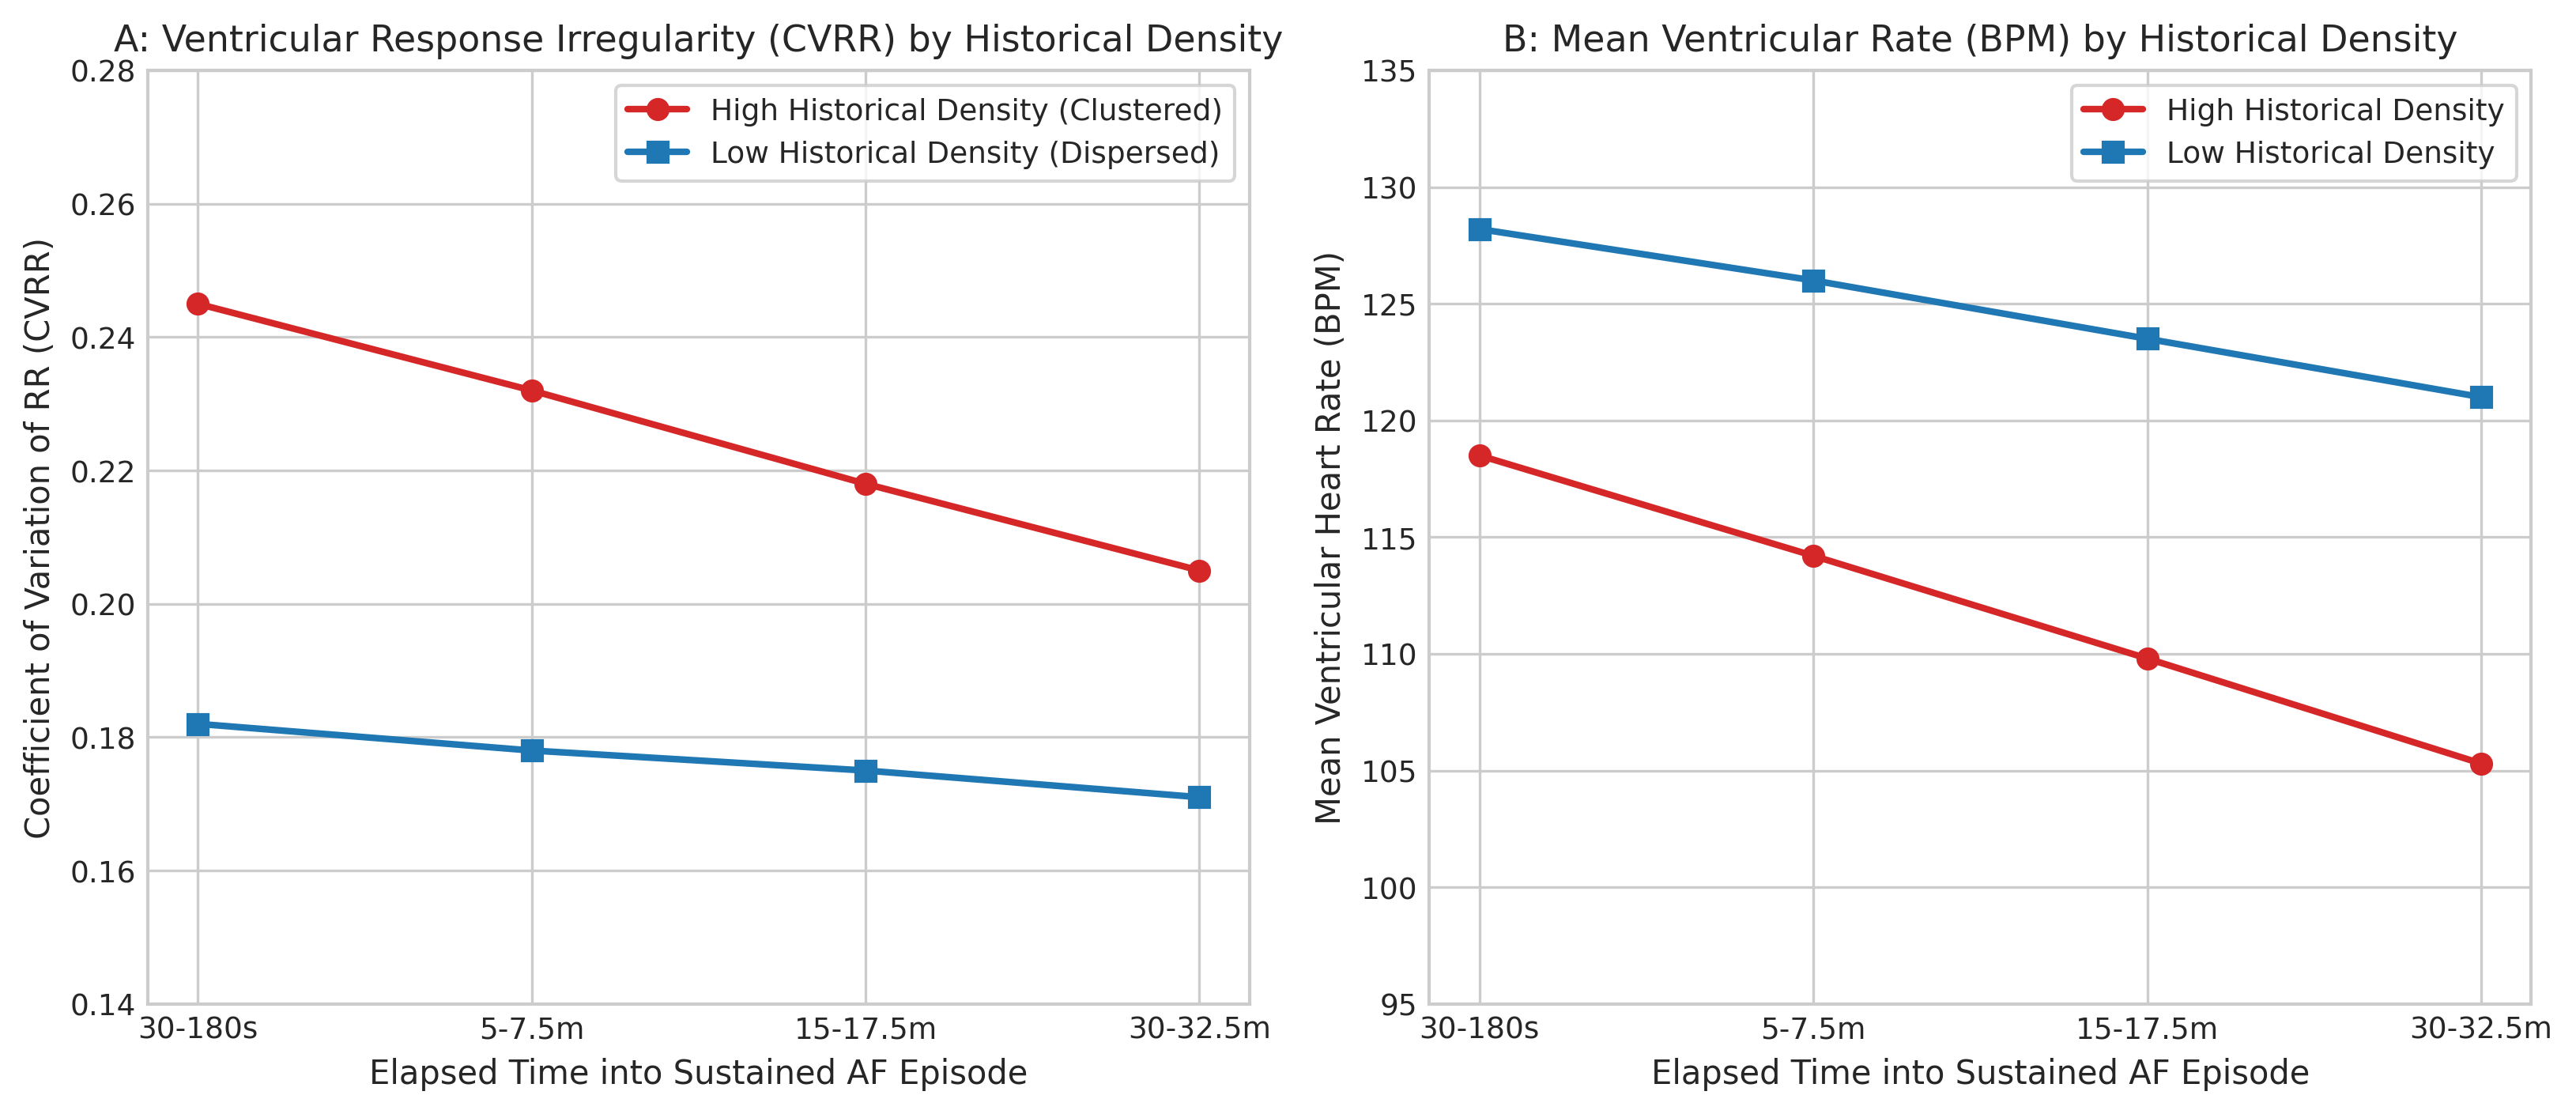 A: Ventricular Response Irregularity (CVRR) by Historical Density
High Historical Density (Clustered)
Low Historical Density (Dispersed)
Coefficient of Variation of RR (CVRR)
0.28
0.26
0.24
0.22
0.20
0.18
0.16
0.14
30-180s 5-7.5m 15-17.5m 30-32.5m
Elapsed Time into Sustained AF Episode
B: Mean Ventricular Rate (BPM) by Historical Density
High Historical Density
Low Historical Density
Mean Ventricular Heart Rate (BPM)
135
130
125
120
115
110
105
100
95
30-180s 5-7.5m 15-17.5m 30-32.5m
Elapsed Time into Sustained AF Episode